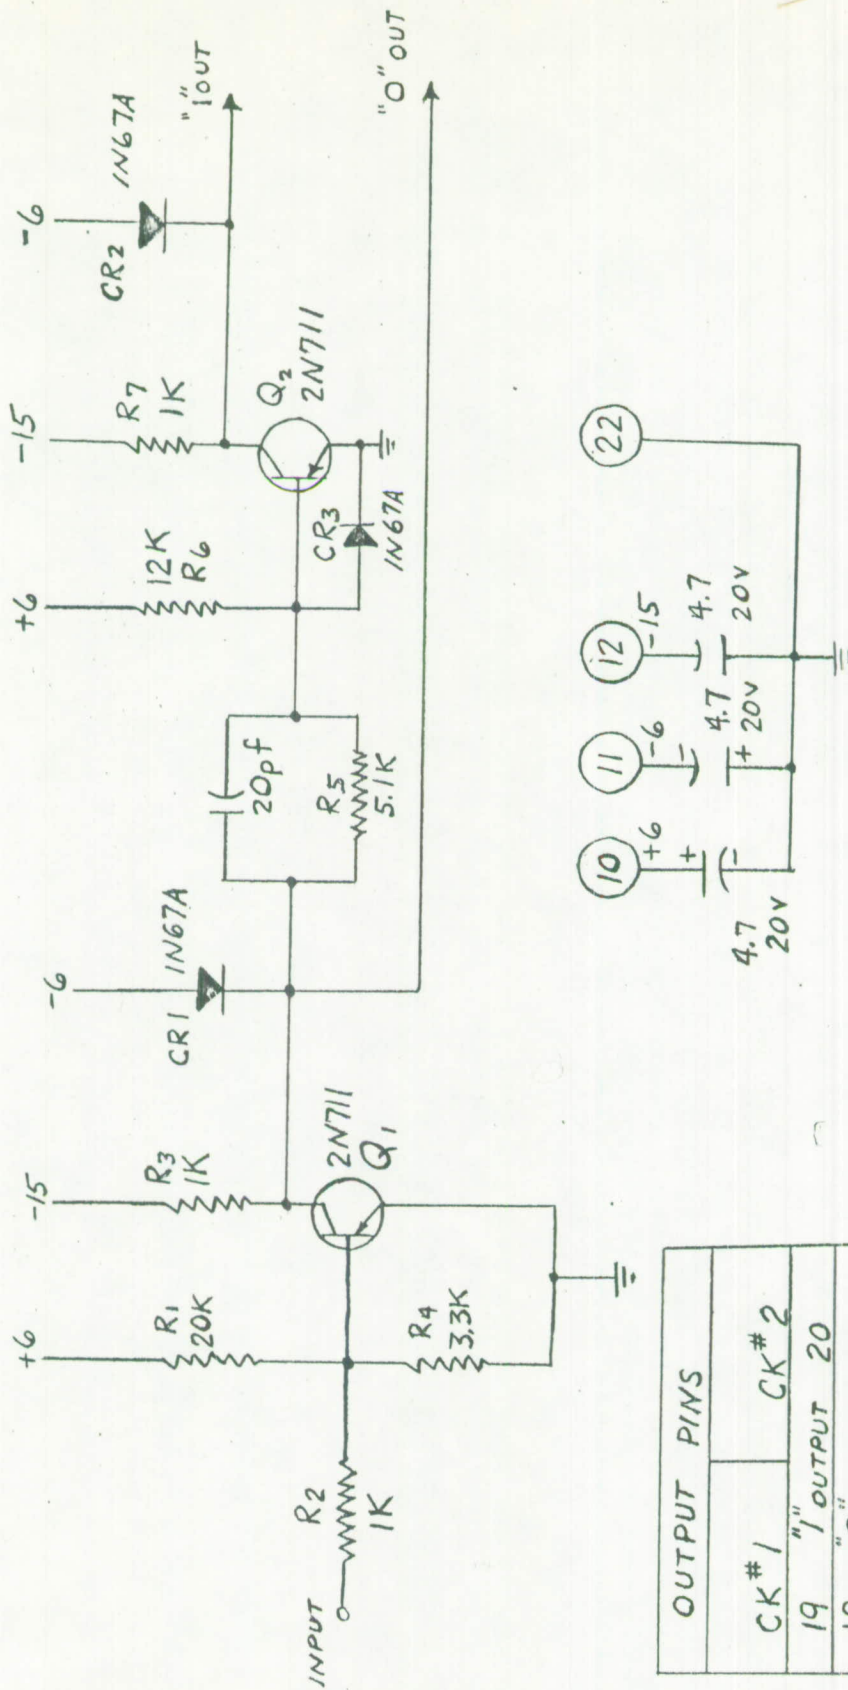 +6
-15
-6
+6
-15
-6
R1
20K
R3
1K
CR1
1N67A
12K
R6
R7
1K
CR2
1N67A
"1" OUT
INPUT
R2
1K
2N711
Q1
20pf
R5
5.1K
Q2
2N711
CR3
1N67A
R4
3.3K
"0" OUT
10
11
12
22
+6
-6
-15
+
-
-
+
4.7
20V
4.7
20V
4.7
20V
OUTPUT PINS
CK#1 CK#2
19 "1" OUTPUT 20